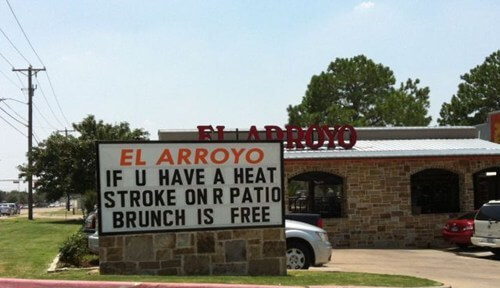 EL ARROYO
EL ARROYO
IF U HAVE A HEAT
STROKE ON R PATIO
BRUNCH IS FREE